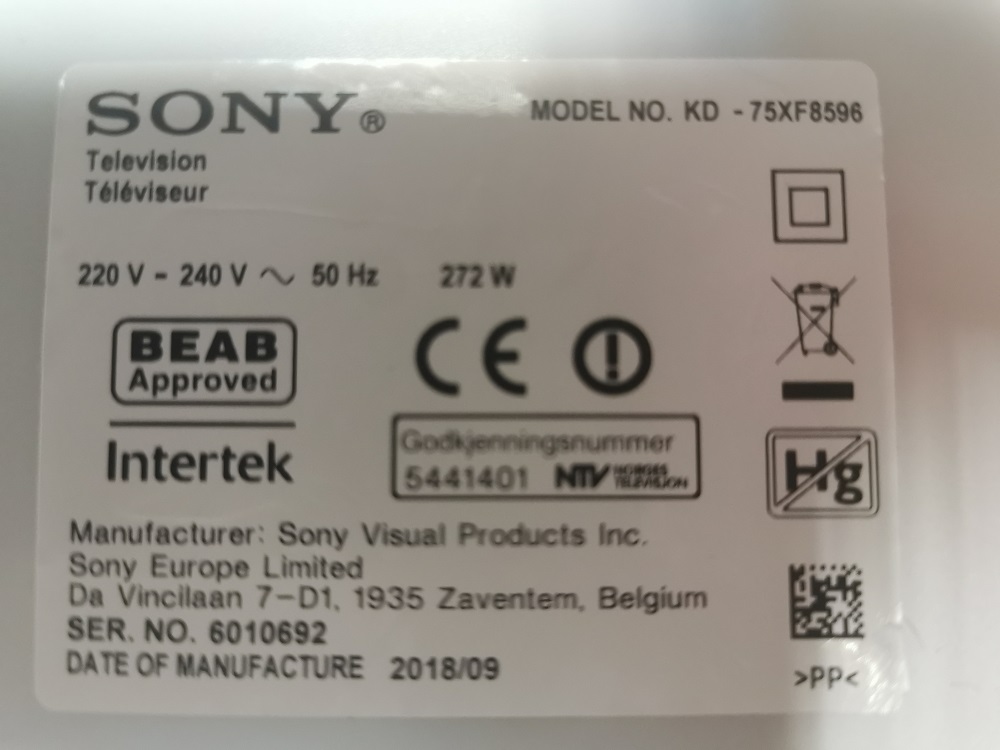 SONY®
MODEL NO. KD - 75XF8596
Television
Téléviseur
220 V - 240 V ~ 50 Hz 272 W
BEAB
Approved
CE
Intertek
Godkjenningsnummer
5441401 NTV NORGES TELEVISION
Hg
Manufacturer: Sony Visual Products Inc.
Sony Europe Limited
Da Vincilaan 7-D1, 1935 Zaventem, Belgium
SER. NO. 6010692
DATE OF MANUFACTURE 2018/09
>PP<